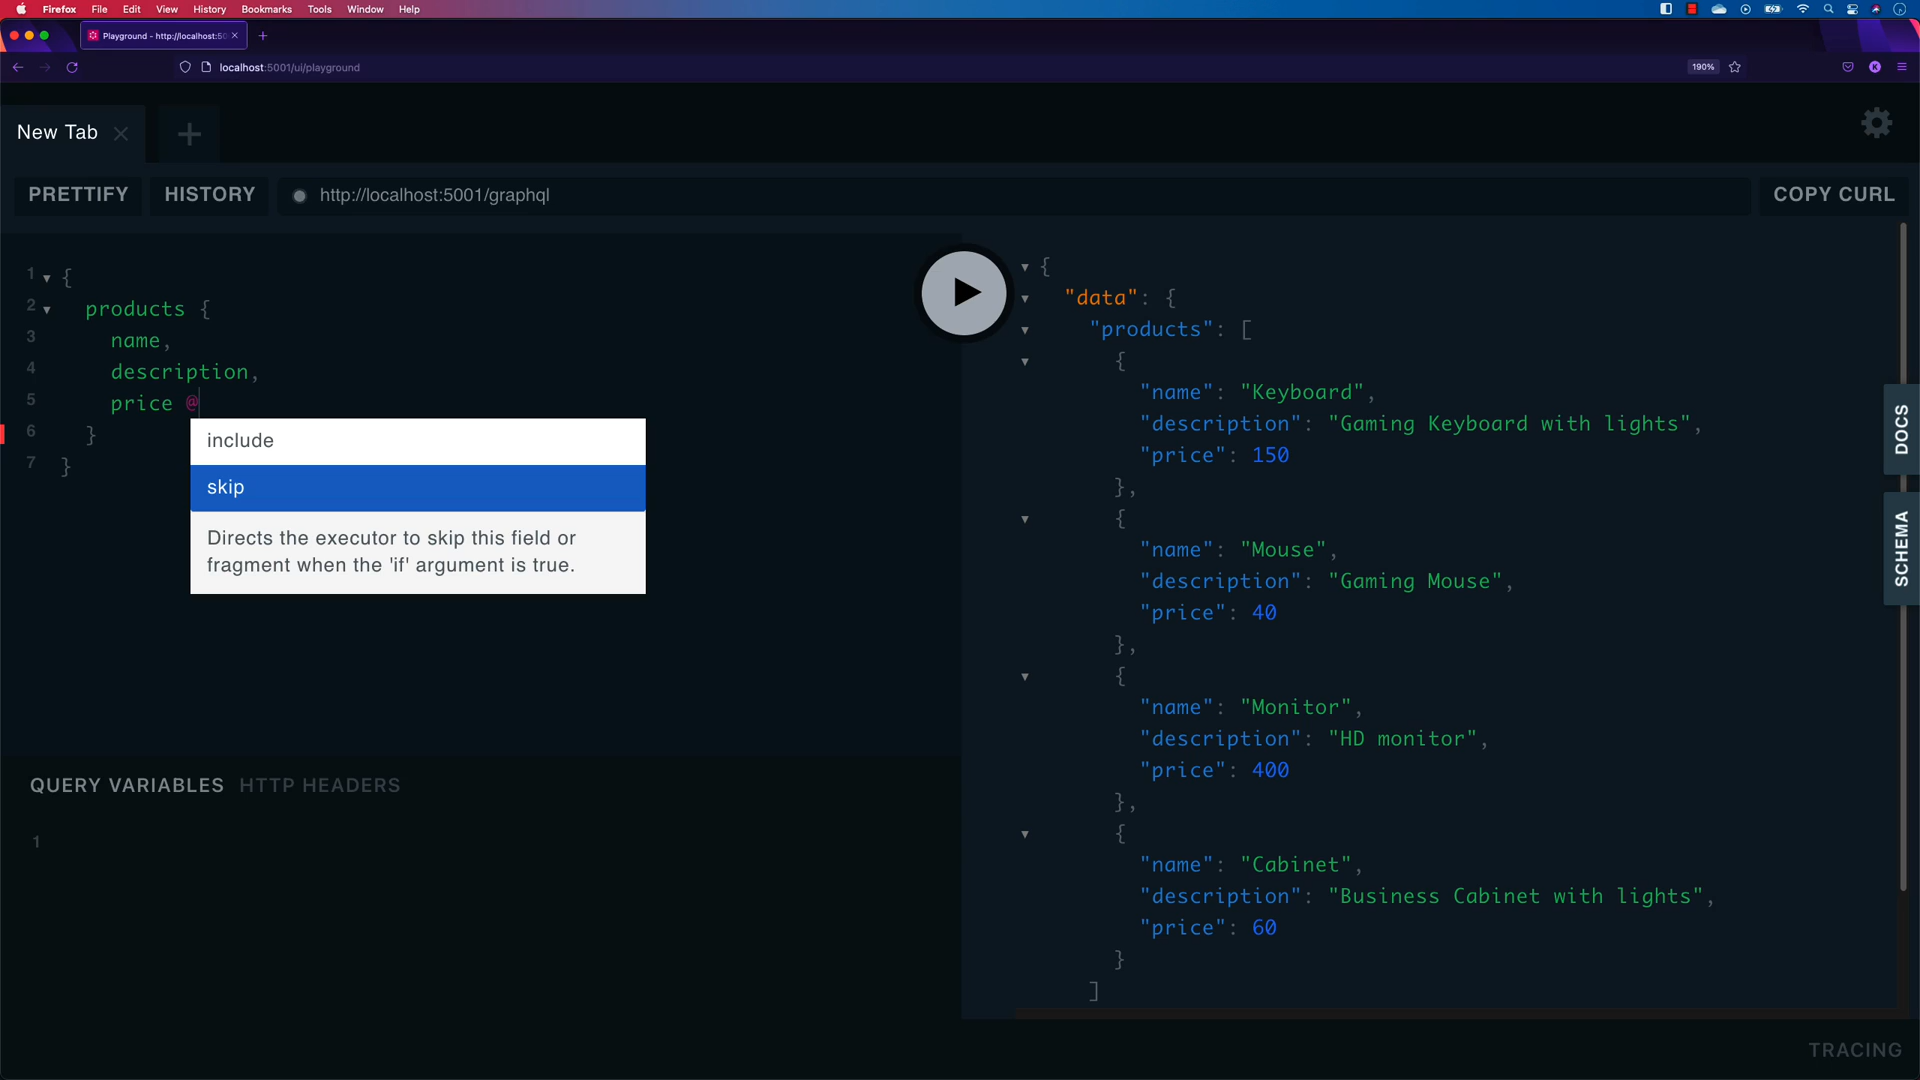 Firefox File Edit View History Bookmarks Tools Window Help
Playground - http://localhost:50
localhost:5001/ui/playground
190%
K
New Tab
PRETTIFY HISTORY http://localhost:5001/graphql COPY CURL
1 {
2 products {
3 name,
4 description,
5 price @
6 }
7 }
include
skip
Directs the executor to skip this field or
fragment when the 'if' argument is true.
QUERY VARIABLES HTTP HEADERS
1
{
"data": {
"products": [
{
"name": "Keyboard",
"description": "Gaming Keyboard with lights",
"price": 150
},
{
"name": "Mouse",
"description": "Gaming Mouse",
"price": 40
},
{
"name": "Monitor",
"description": "HD monitor",
"price": 400
},
{
"name": "Cabinet",
"description": "Business Cabinet with lights",
"price": 60
}
]
DOCS
SCHEMA
TRACING